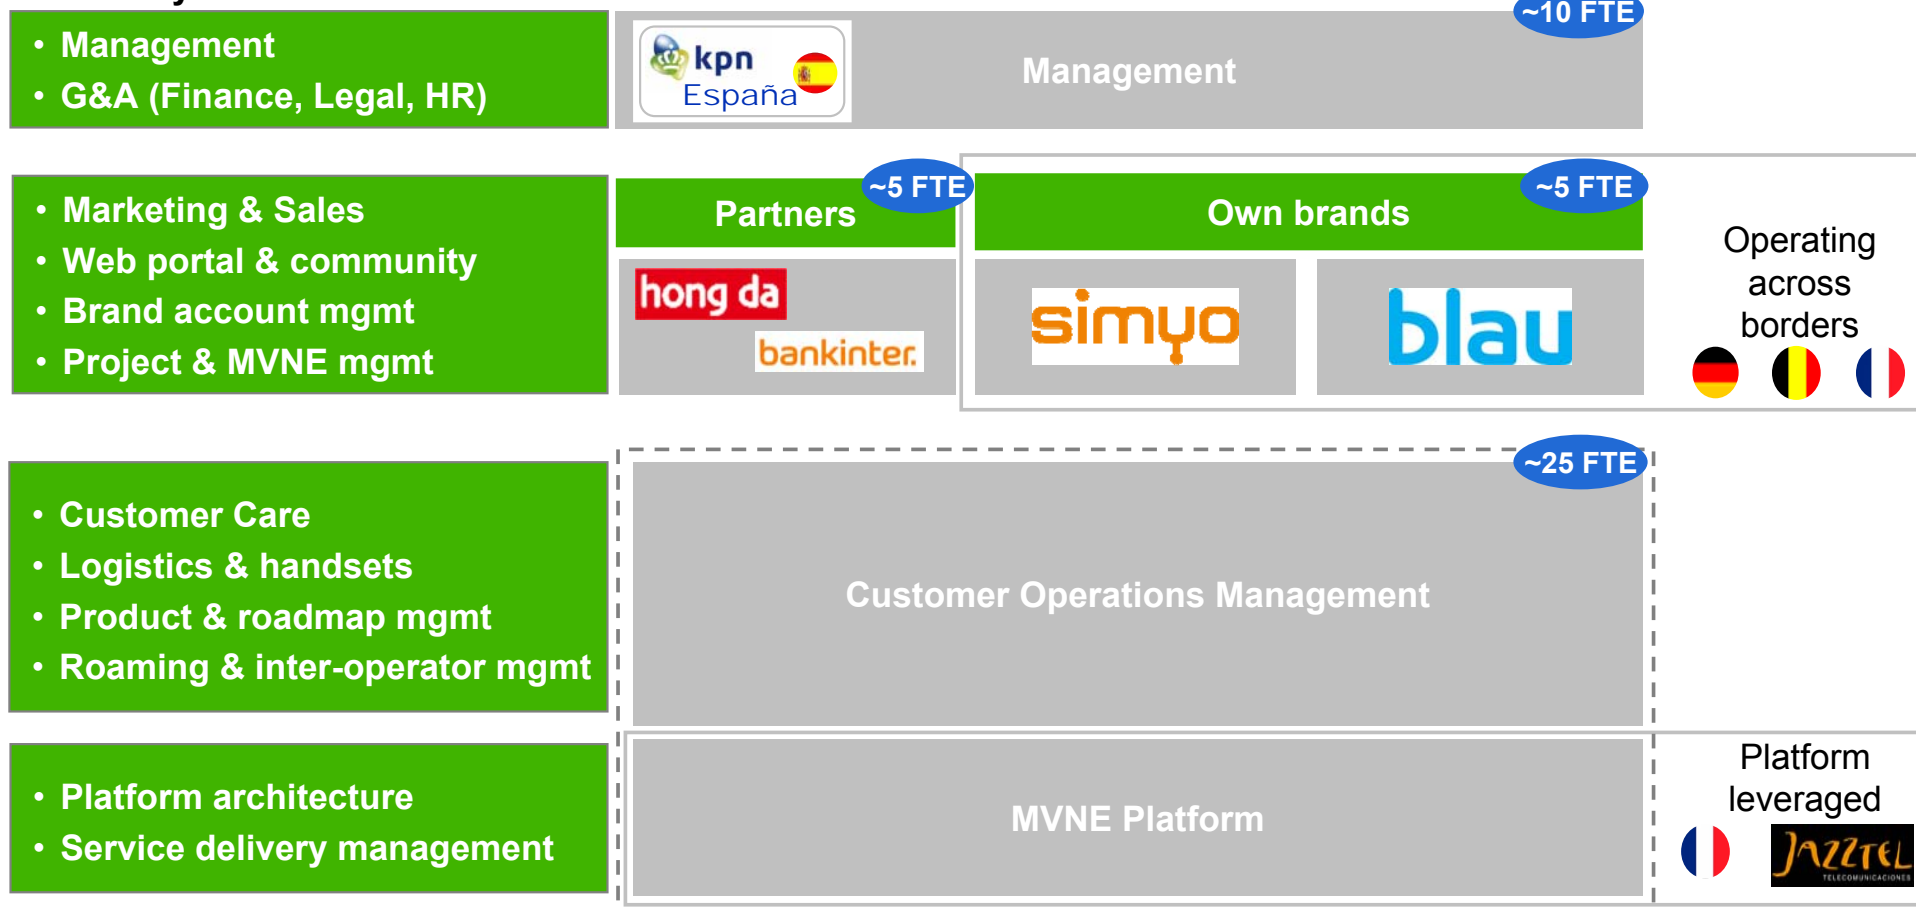 • Management
• G&A (Finance, Legal, HR)
kpn
España
Management
~10 FTE
• Marketing & Sales
• Web portal & community
• Brand account mgmt
• Project & MVNE mgmt
Partners
~5 FTE
hong da
bankinter.
Own brands
~5 FTE
simyo
blau
Operating
across
borders
• Customer Care
• Logistics & handsets
• Product & roadmap mgmt
• Roaming & inter-operator mgmt
~25 FTE
Customer Operations Management
• Platform architecture
• Service delivery management
MVNE Platform
Platform
leveraged
JAZZTEL
TELECOMUNICACIONES